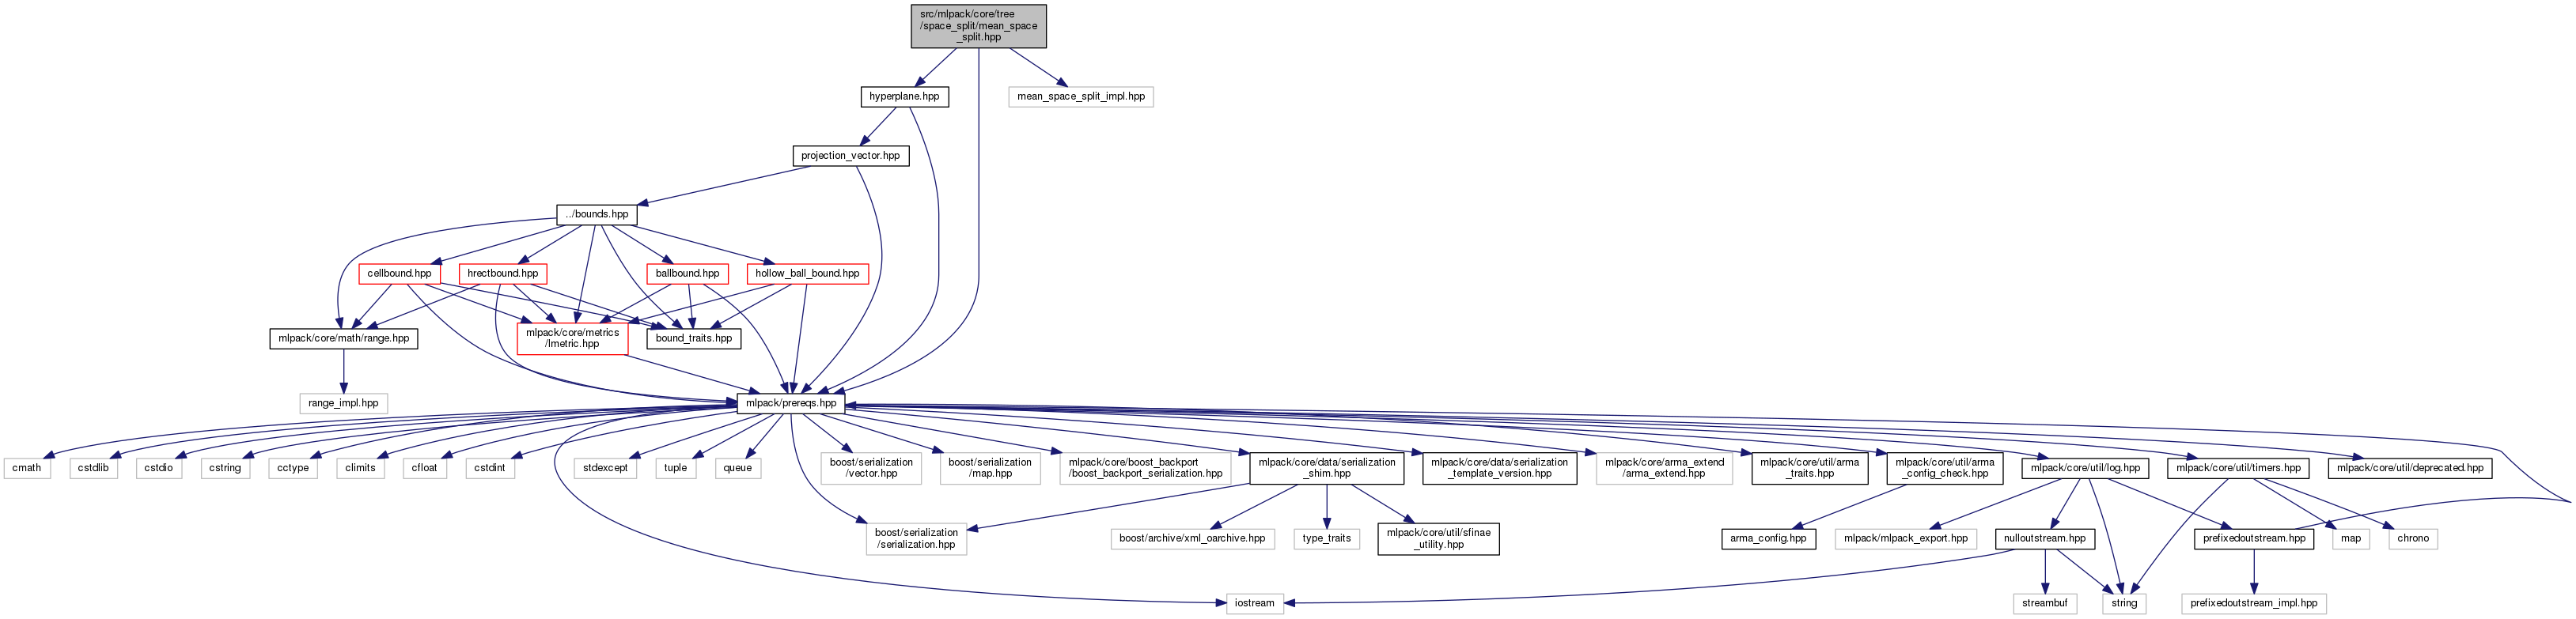 src/mlpack/core/tree
/space_split/mean_space
_split.hpp
hyperplane.hpp
mean_space_split_impl.hpp
projection_vector.hpp
../bounds.hpp
cellbound.hpp
hrectbound.hpp
ballbound.hpp
hollow_ball_bound.hpp
mlpack/core/math/range.hpp
mlpack/core/metrics
/lmetric.hpp
bound_traits.hpp
range_impl.hpp
mlpack/prereqs.hpp
cmath
cstdlib
cstdio
cstring
cctype
climits
cfloat
cstdint
stdexcept
tuple
queue
boost/serialization
/vector.hpp
boost/serialization
/map.hpp
mlpack/core/boost_backport
/boost_backport_serialization.hpp
mlpack/core/data/serialization
_shim.hpp
mlpack/core/data/serialization
_template_version.hpp
mlpack/core/arma_extend
/arma_extend.hpp
mlpack/core/util/arma
_traits.hpp
mlpack/core/util/arma
_config_check.hpp
mlpack/core/util/log.hpp
mlpack/core/util/timers.hpp
mlpack/core/util/deprecated.hpp
boost/serialization
/serialization.hpp
boost/archive/xml_oarchive.hpp
type_traits
mlpack/core/util/sfinae
_utility.hpp
arma_config.hpp
mlpack/mlpack_export.hpp
nulloutstream.hpp
prefixedoutstream.hpp
map
chrono
iostream
streambuf
string
prefixedoutstream_impl.hpp